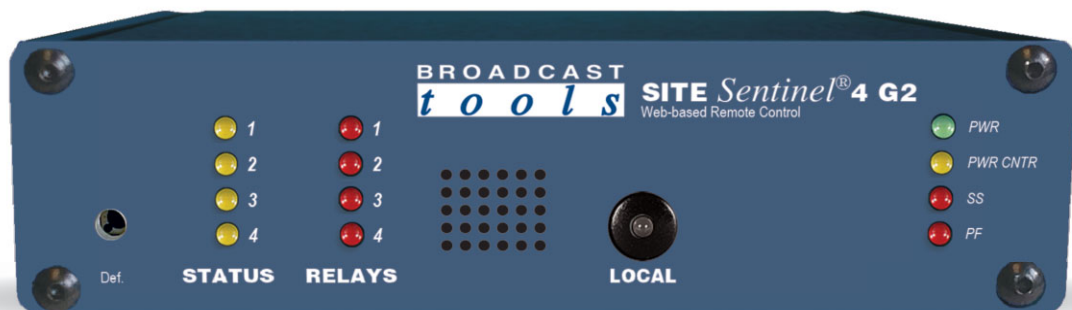 BROADCAST
tools
SITE Sentinel®4 G2
Web-based Remote Control
1
2
3
4
STATUS
1
2
3
4
RELAYS
Def.
LOCAL
PWR
PWR CNTR
SS
PF